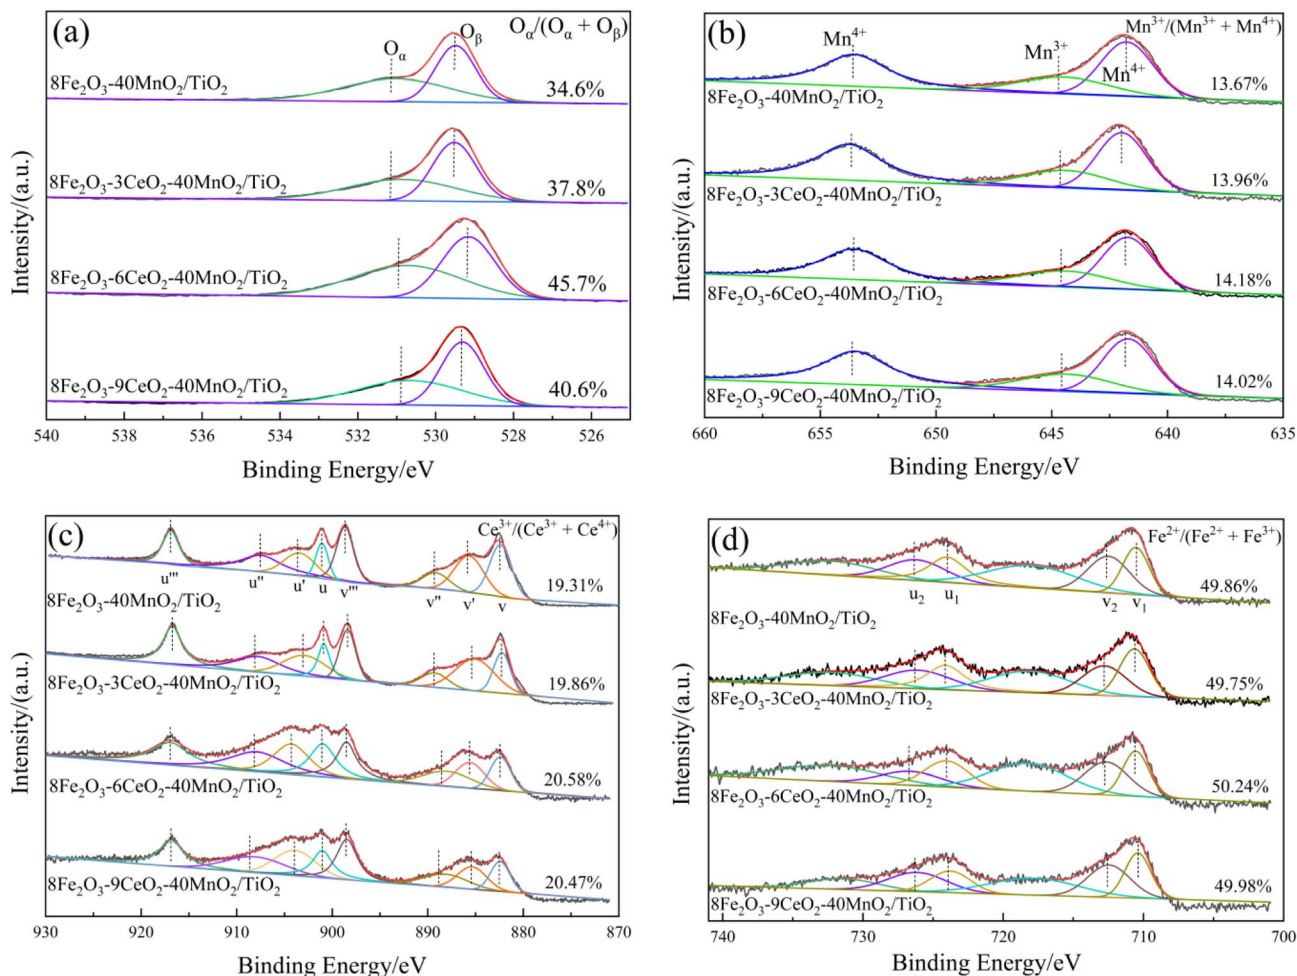 (a)
Oα/(Oα + Oβ)
Oα
Oβ
8Fe₂O₃-40MnO₂/TiO₂
34.6%
8Fe₂O₃-3CeO₂-40MnO₂/TiO₂
37.8%
8Fe₂O₃-6CeO₂-40MnO₂/TiO₂
45.7%
8Fe₂O₃-9CeO₂-40MnO₂/TiO₂
40.6%
Intensity/(a.u.)
540 538 536 534 532 530 528 526
Binding Energy/eV
(b)
Mn³⁺/(Mn³⁺ + Mn⁴⁺)
Mn⁴⁺
Mn³⁺
Mn⁴⁺
8Fe₂O₃-40MnO₂/TiO₂
13.67%
8Fe₂O₃-3CeO₂-40MnO₂/TiO₂
13.96%
8Fe₂O₃-6CeO₂-40MnO₂/TiO₂
14.18%
8Fe₂O₃-9CeO₂-40MnO₂/TiO₂
14.02%
Intensity/(a.u.)
660 655 650 645 640 635
Binding Energy/eV
(c)
Ce³⁺/(Ce³⁺ + Ce⁴⁺)
u''' u'' u' u v''' v'' v' v
19.31%
8Fe₂O₃-40MnO₂/TiO₂
8Fe₂O₃-3CeO₂-40MnO₂/TiO₂
19.86%
8Fe₂O₃-6CeO₂-40MnO₂/TiO₂
20.58%
8Fe₂O₃-9CeO₂-40MnO₂/TiO₂
20.47%
Intensity/(a.u.)
930 920 910 900 890 880 870
Binding Energy/eV
(d)
Fe²⁺/(Fe²⁺ + Fe³⁺)
u₂ u₁ v₂ v₁
49.86%
8Fe₂O₃-40MnO₂/TiO₂
8Fe₂O₃-3CeO₂-40MnO₂/TiO₂
49.75%
8Fe₂O₃-6CeO₂-40MnO₂/TiO₂
50.24%
8Fe₂O₃-9CeO₂-40MnO₂/TiO₂
49.98%
Intensity/(a.u.)
740 730 720 710 700
Binding Energy/eV